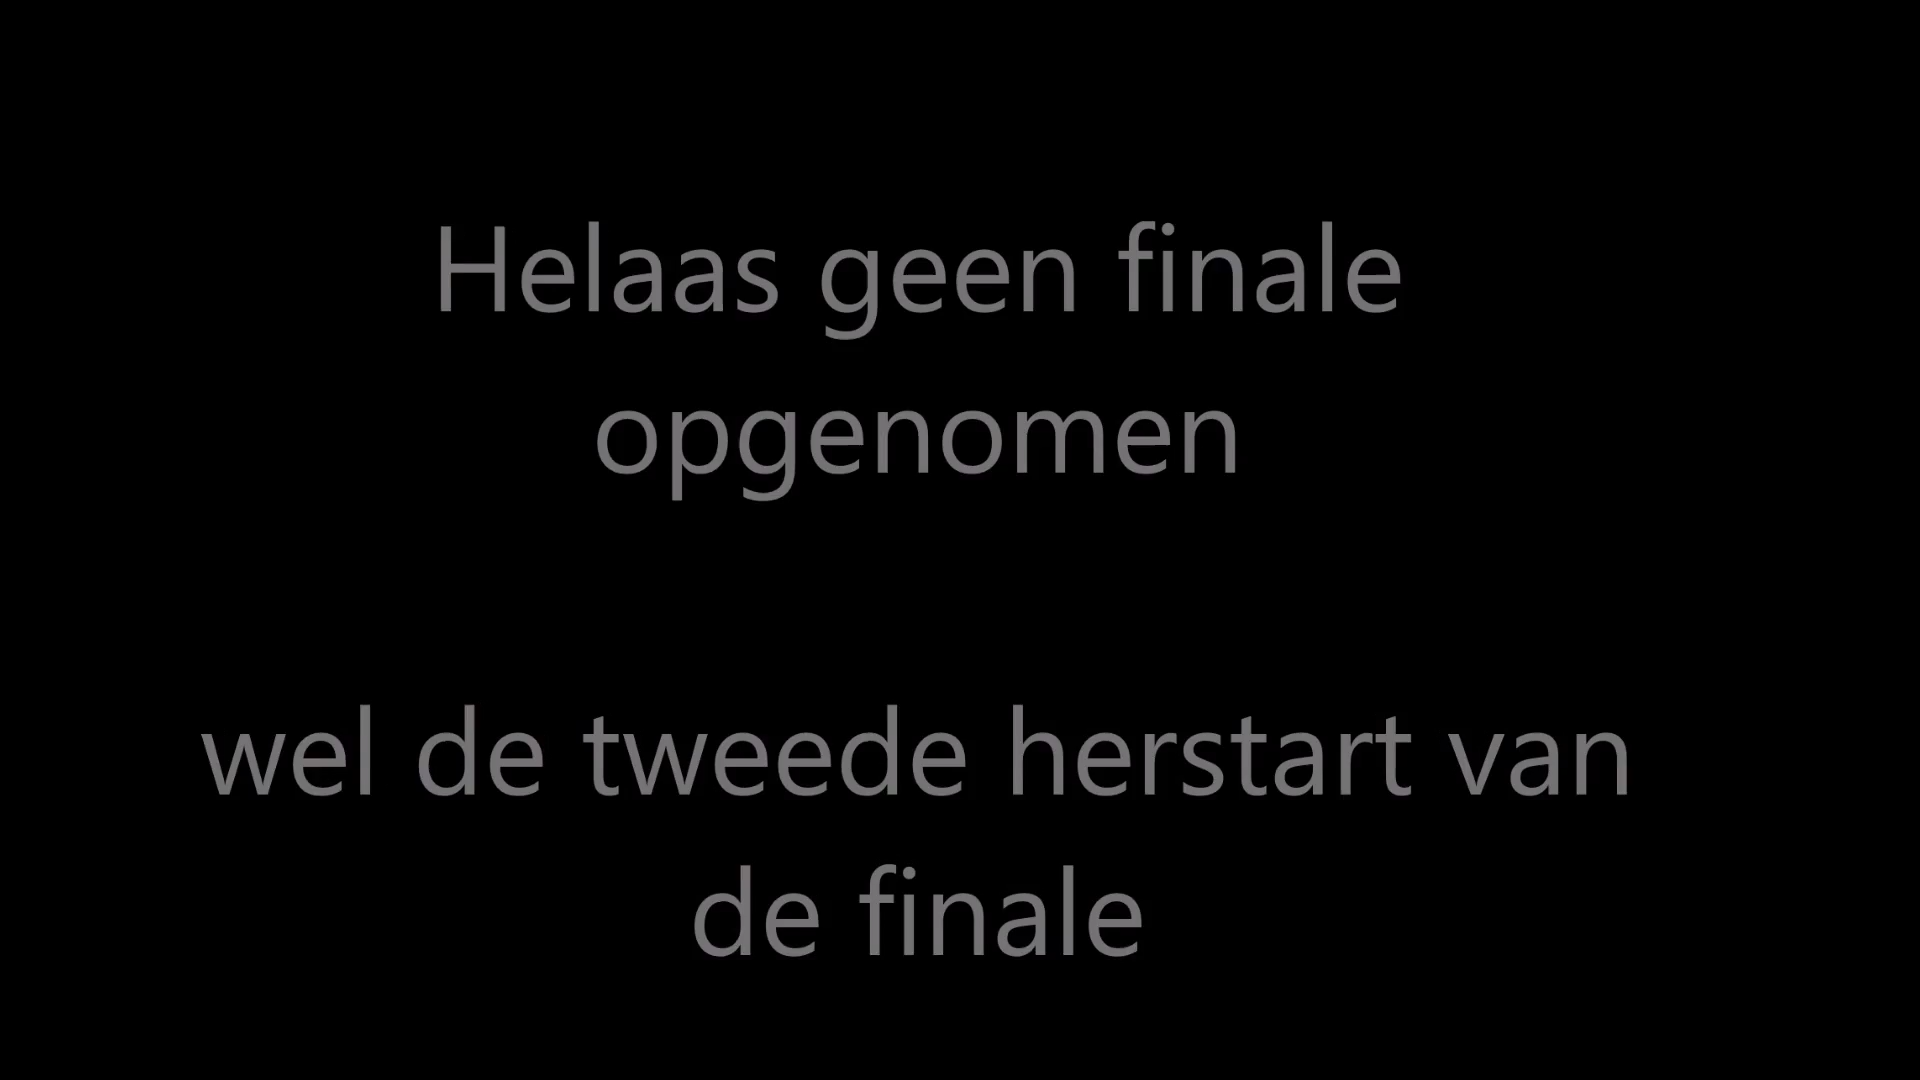 Helaas geen finale
opgenomen
wel de tweede herstart van
de finale